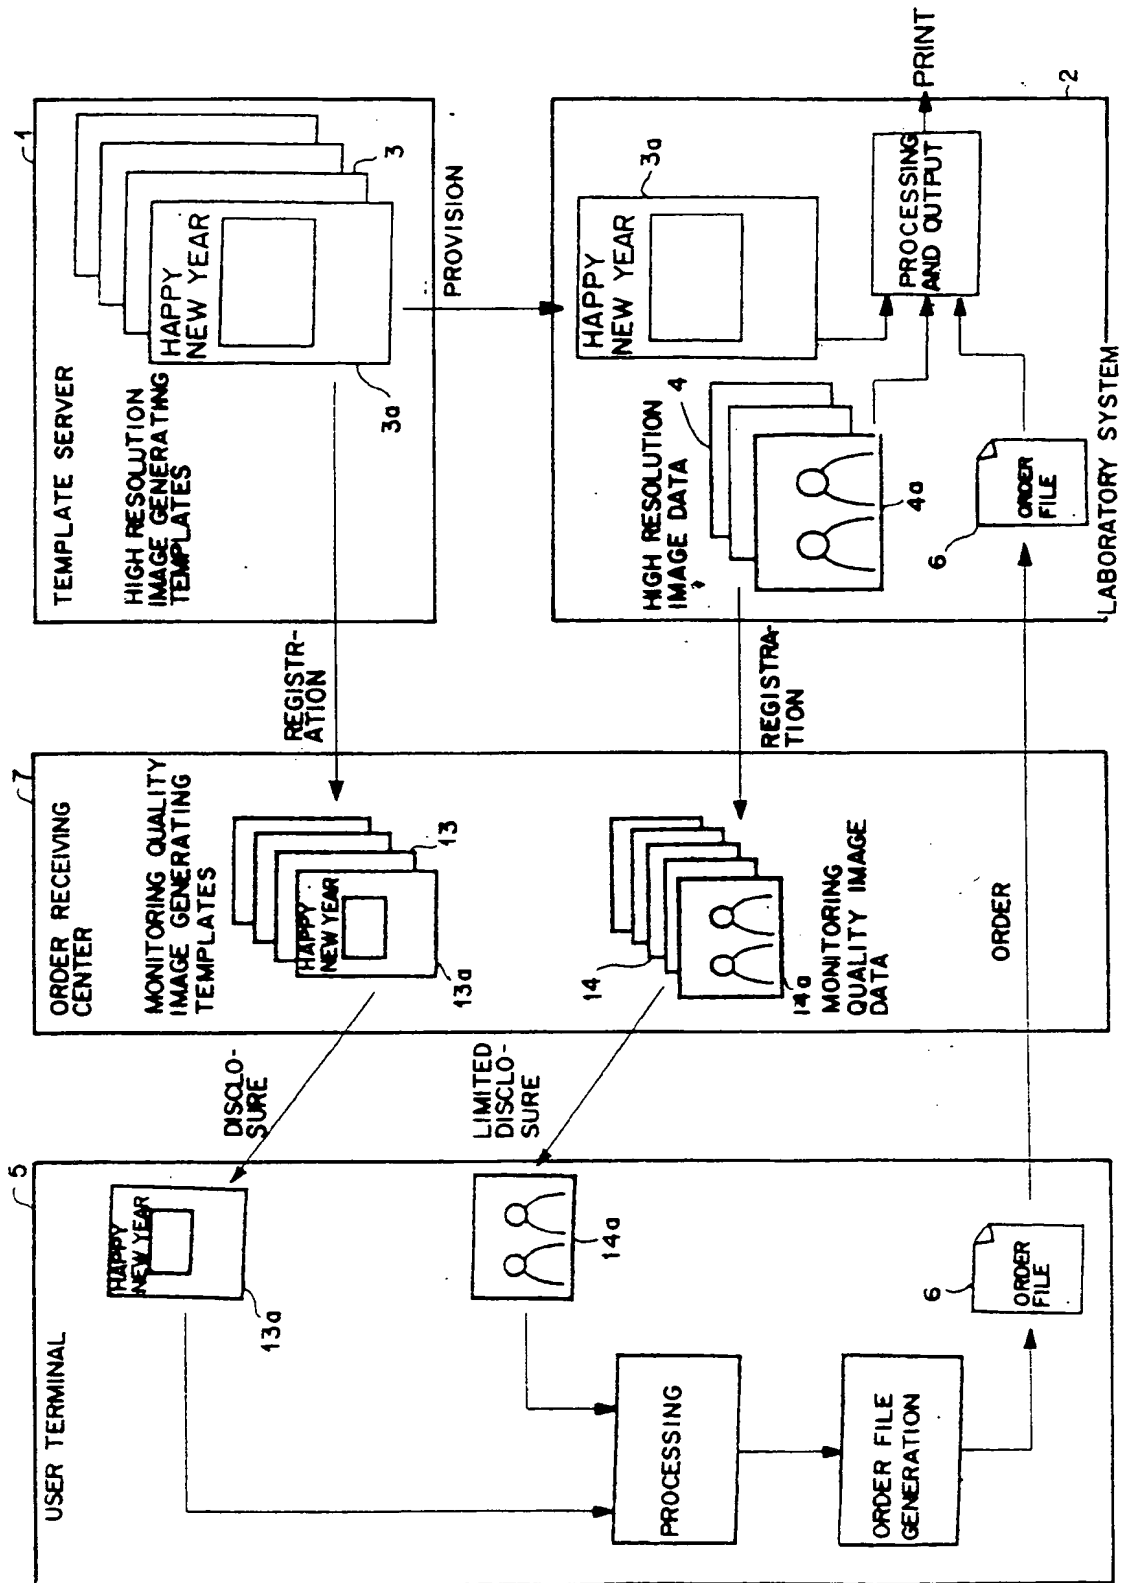 USER TERMINAL
5
HAPPY
NEW YEAR
13a
14a
PROCESSING
ORDER FILE
GENERATION
6
ORDER
FILE
DISCLO-
SURE
LIMITED
DISCLO-
SURE
7
ORDER RECEIVING
CENTER
MONITORING QUALITY
IMAGE GENERATING
TEMPLATES
HAPPY
NEW YEAR
13
13a
14
14a
MONITORING
QUALITY IMAGE
DATA
ORDER
REGISTR-
ATION
REGISTRA-
TION
1
TEMPLATE SERVER
HIGH RESOLUTION
IMAGE GENERATING
TEMPLATES
HAPPY
NEW YEAR
3
3a
PROVISION
HIGH RESOLUTION
IMAGE DATA
4
4a
HAPPY
NEW YEAR
3a
PROCESSING
AND OUTPUT
PRINT
6
ORDER
FILE
LABORATORY SYSTEM
2